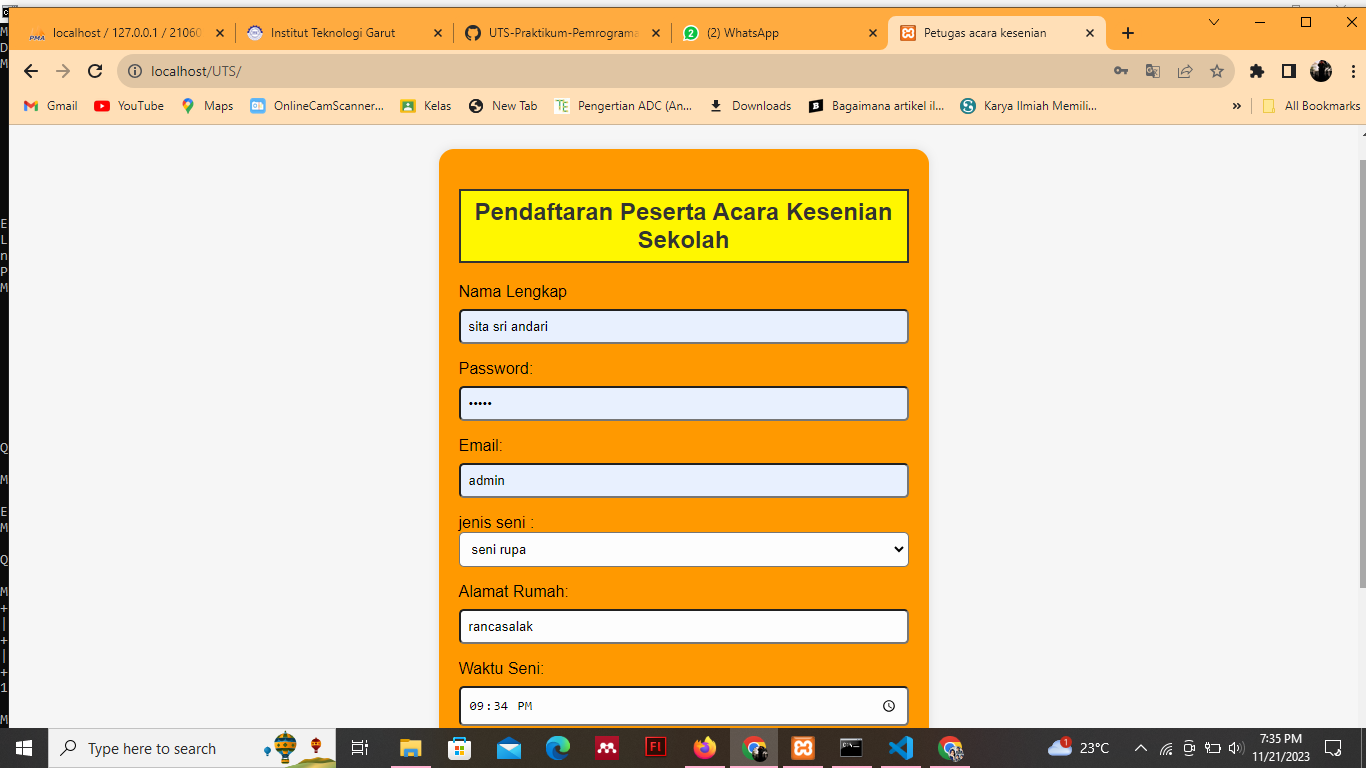 localhost / 127.0.0.1 / 21060
Institut Teknologi Garut
UTS-Praktikum-Pemrograma
2
(2) WhatsApp
Petugas acara kesenian
localhost/UTS/
Gmail
YouTube
Maps
OnlineCamScanner...
Kelas
New Tab
Pengertian ADC (An...
Downloads
Bagaimana artikel il...
Karya Ilmiah Memili...
»
All Bookmarks
Pendaftaran Peserta Acara Kesenian
Sekolah
Nama Lengkap
sita sri andari
Password:
•••••
Email:
admin
jenis seni :
seni rupa
Alamat Rumah:
rancasalak
Waktu Seni:
09:34 PM
Type here to search
1
23°C
7:35 PM
11/21/2023